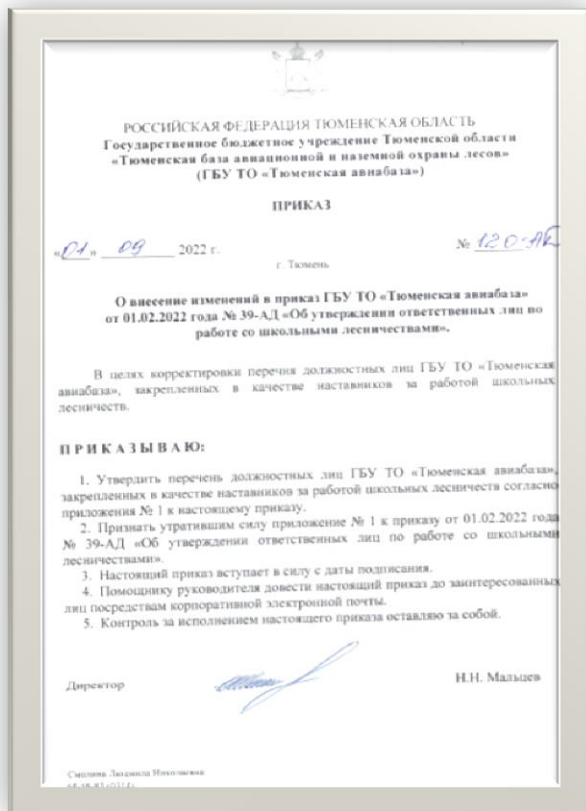 РОССИЙСКАЯ ФЕДЕРАЦИЯ ТЮМЕНСКАЯ ОБЛАСТЬ
Государственное бюджетное учреждение Тюменской области
«Тюменская база авиационной и наземной охраны лесов»
(ГБУ ТО «Тюменская авиабаза»)
ПРИКАЗ
«01» 09 2022 г. № 120-АБ
г. Тюмень
О внесение изменений в приказ ГБУ ТО «Тюменская авиабаза»
от 01.02.2022 года № 39-АД «Об утверждении ответственных лиц по
работе со школьными лесничествами».
В целях корректировки перечня должностных лиц ГБУ ТО «Тюменская
авиабаза», закрепленных в качестве наставников за работой школьных
лесничеств.
ПРИКАЗЫВАЮ:
1. Утвердить перечень должностных лиц ГБУ ТО «Тюменская авиабаза»,
закрепленных в качестве наставников за работой школьных лесничеств согласно
приложения № 1 к настоящему приказу.
2. Признать утратившим силу приложение № 1 к приказу от 01.02.2022 года
№ 39-АД «Об утверждении ответственных лиц по работе со школьными
лесничествами».
3. Настоящий приказ вступает в силу с даты подписания.
4. Помощнику руководителя довести настоящий приказ до заинтересованных
лиц посредствам корпоративной электронной почты.
5. Контроль за исполнением настоящего приказа оставляю за собой.
Директор Н.Н. Мальцев
Смолина Людмила Николаевна